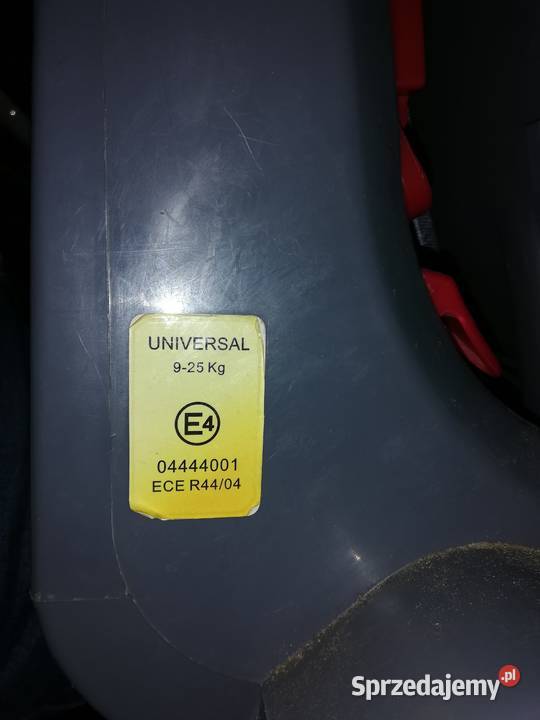 UNIVERSAL
9-25 Kg
E4
04444001
ECE R44/04
Sprzedajemy.pl